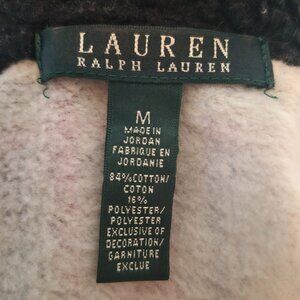 LAUREN
RALPH LAUREN
M
MADE IN
JORDAN
FABRIQUE EN
JORDANIE
84% COTTON/
COTON
16%
POLYESTER/
POLYESTER
EXCLUSIVE OF
DECORATION/
GARNITURE
EXCLUE